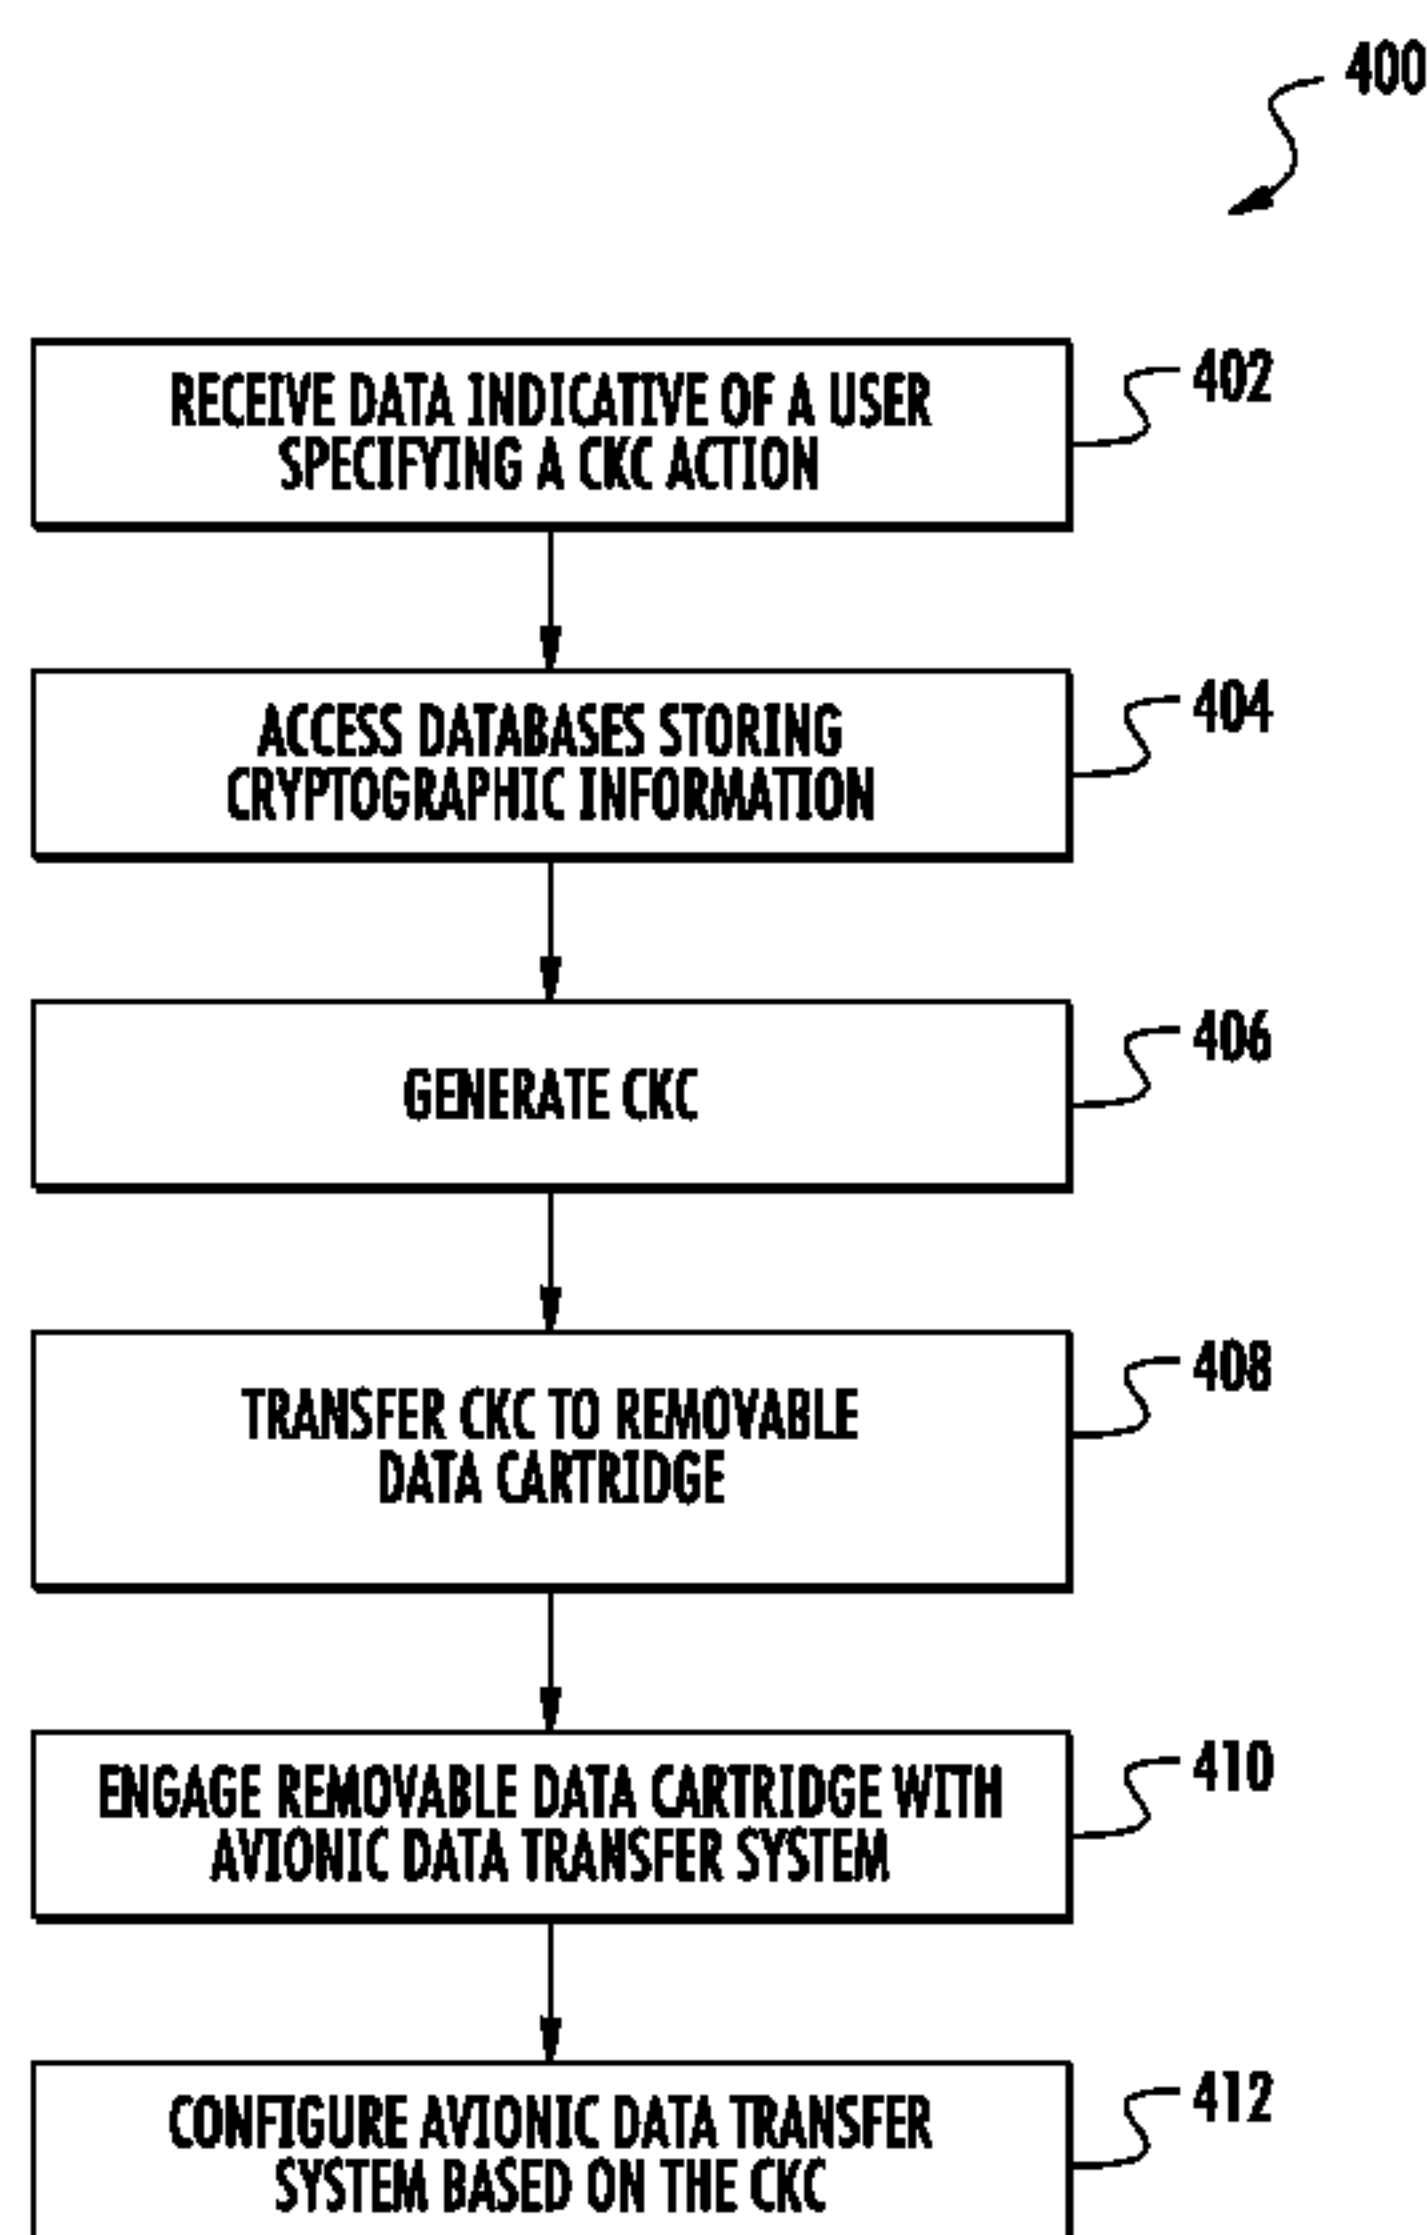 400
RECEIVE DATA INDICATIVE OF A USER
SPECIFYING A CKC ACTION
402
ACCESS DATABASES STORING
CRYPTOGRAPHIC INFORMATION
404
GENERATE CKC
406
TRANSFER CKC TO REMOVABLE
DATA CARTRIDGE
408
ENGAGE REMOVABLE DATA CARTRIDGE WITH
AVIONIC DATA TRANSFER SYSTEM
410
CONFIGURE AVIONIC DATA TRANSFER
SYSTEM BASED ON THE CKC
412